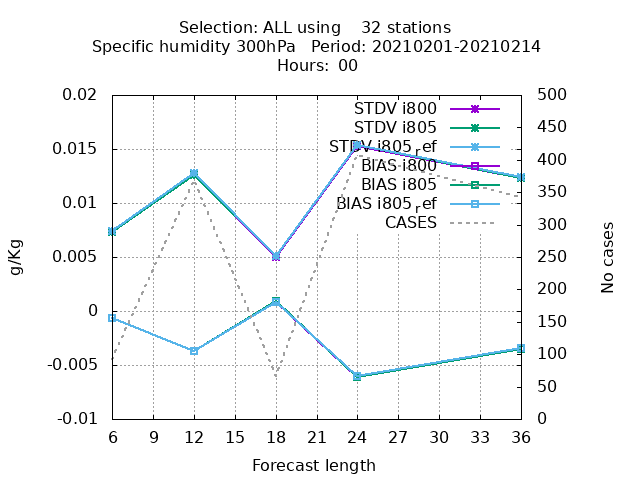 Selection: ALL using    32 stations
Specific humidity 300hPa   Period: 20210201-20210214
Hours: 00
0.02
0.015
0.01
0.005
0
-0.005
-0.01
g/Kg
STDV i800
STDV i805
STDV i805ref
BIAS i800
BIAS i805
BIAS i805ref
CASES
500
450
400
350
300
250
200
150
100
50
0
No cases
6 9 12 15 18 21 24 27 30 33 36
Forecast length